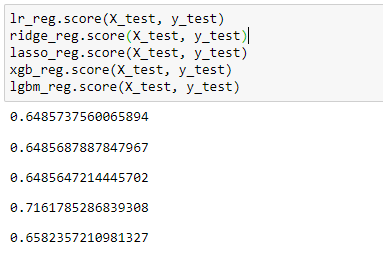 lr_reg.score(X_test, y_test)
ridge_reg.score(X_test, y_test)
lasso_reg.score(X_test, y_test)
xgb_reg.score(X_test, y_test)
lgbm_reg.score(X_test, y_test)
0.6485737560065894
0.6485687887847967
0.6485647214445702
0.7161785286839308
0.6582357210981327